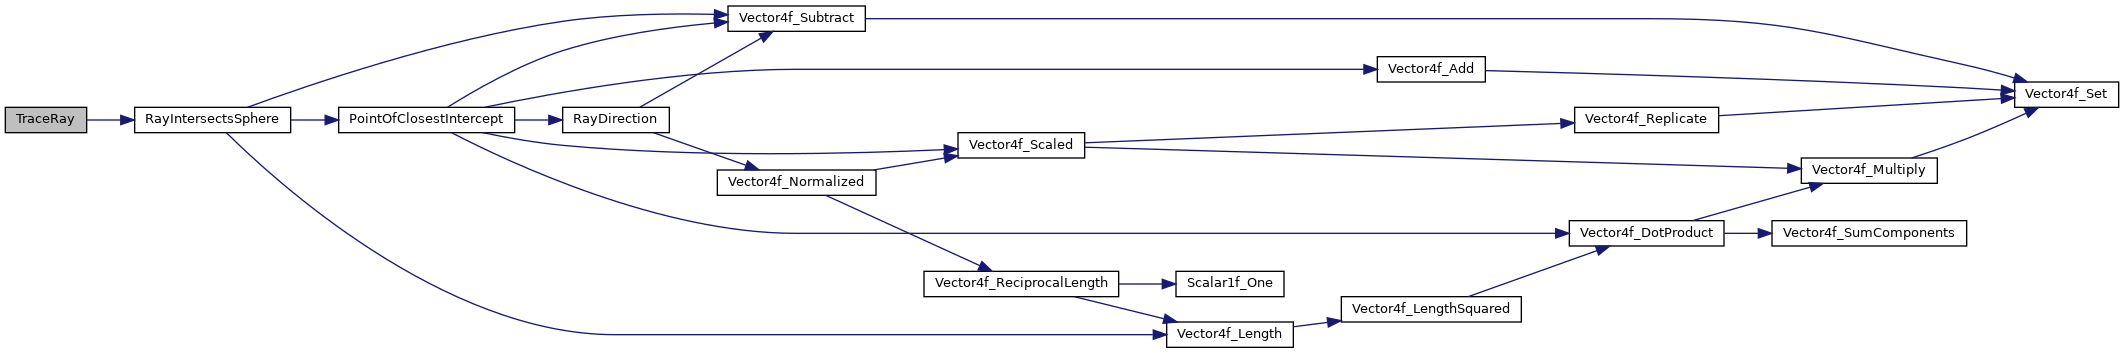 TraceRay
RayIntersectsSphere
PointOfClosestIntercept
RayDirection
Vector4f_Subtract
Vector4f_Normalized
Vector4f_Scaled
Vector4f_ReciprocalLength
Scalar1f_One
Vector4f_Length
Vector4f_LengthSquared
Vector4f_Add
Vector4f_Replicate
Vector4f_DotProduct
Vector4f_Multiply
Vector4f_SumComponents
Vector4f_Set